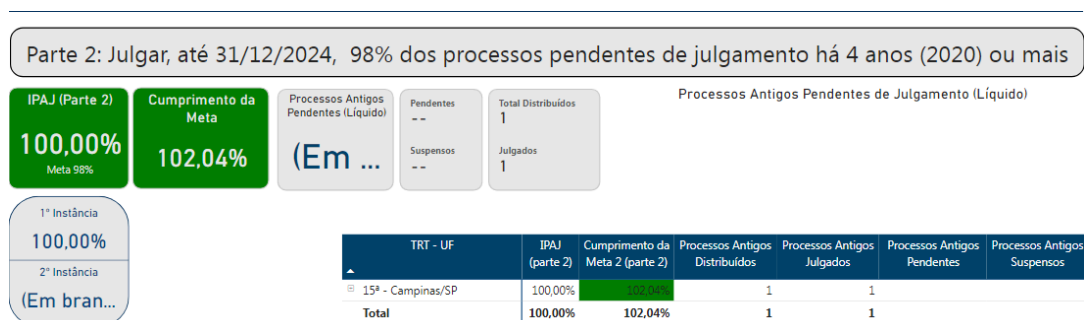 Parte 2: Julgar, até 31/12/2024, 98% dos processos pendentes de julgamento há 4 anos (2020) ou mais
IPAJ (Parte 2)
100,00%
Meta 98%
Cumprimento da
Meta
102,04%
Processos Antigos
Pendentes (Líquido)
(Em ...
Pendentes
--
Suspensos
--
Total Distribuídos
1
Julgados
1
Processos Antigos Pendentes de Julgamento (Líquido)
1ª Instância
100,00%
2ª Instância
(Em bran...
TRT - UF IPAJ (parte 2) Cumprimento da Meta 2 (parte 2) Processos Antigos Distribuídos Processos Antigos Julgados Processos Antigos Pendentes Processos Antigos Suspensos
15ª - Campinas/SP 100,00% 102,04% 1 1
Total 100,00% 102,04% 1 1